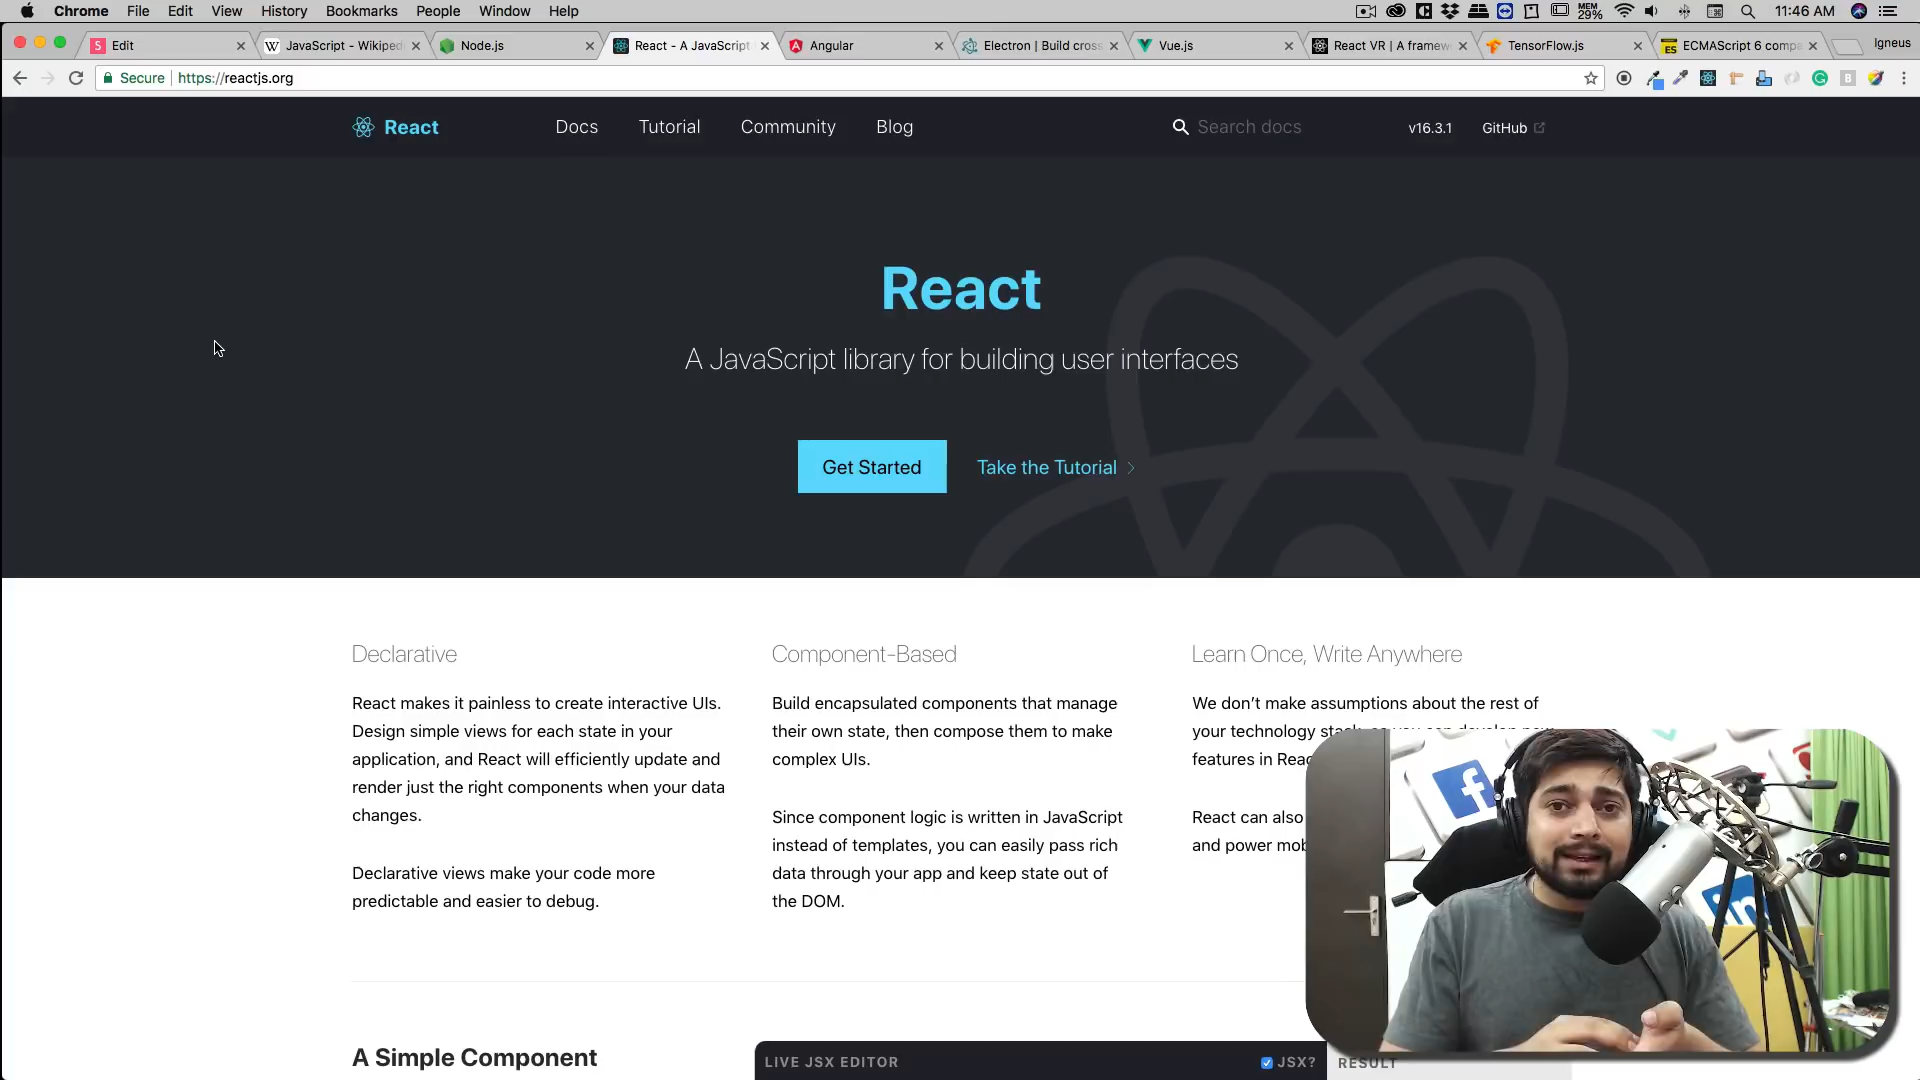 Chrome File Edit View History Bookmarks People Window Help
MEM 29% 11:46 AM
Edit
JavaScript - Wikiped
Node.js
React - A JavaScript
Angular
Electron | Build cross
Vue.js
React VR | A framew
TensorFlow.js
ECMAScript 6 compa
Igneus
Secure https://reactjs.org
React
Docs Tutorial Community Blog
Search docs
v16.3.1 GitHub
React
A JavaScript library for building user interfaces
Get Started Take the Tutorial
Declarative
React makes it painless to create interactive UIs.
Design simple views for each state in your
application, and React will efficiently update and
render just the right components when your data
changes.
Declarative views make your code more
predictable and easier to debug.
Component-Based
Build encapsulated components that manage
their own state, then compose them to make
complex UIs.
Since component logic is written in JavaScript
instead of templates, you can easily pass rich
data through your app and keep state out of
the DOM.
Learn Once, Write Anywhere
We don’t make assumptions about the rest of
your technology
features in Reac
React can also
and power mob
A Simple Component
LIVE JSX EDITOR JSX?
RESULT